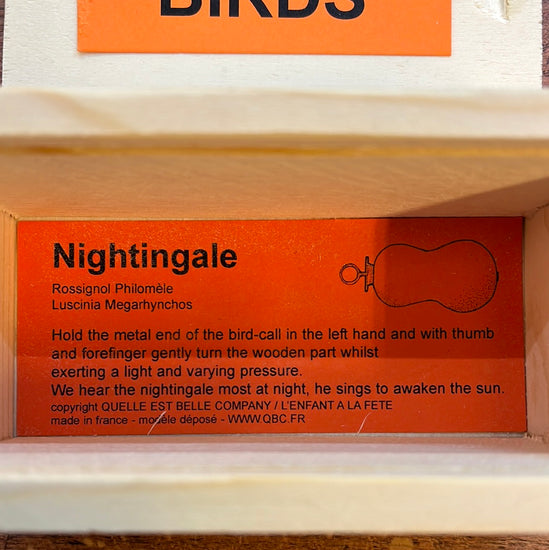 BIRDS
Nightingale
Rossignol Philomèie
Luscinia Megarhynchos
Hold the metal end of the bird-call in the left hand and with thumb
and forefinger gently turn the wooden part whilst
exerting a light and varying pressure.
We hear the nightingale most at night, he sings to awaken the sun.
copyright QUELLE EST BELLE COMPANY / L'ENFANT A LA FETE
made in france - modèle déposé - WWW.QBC.FR